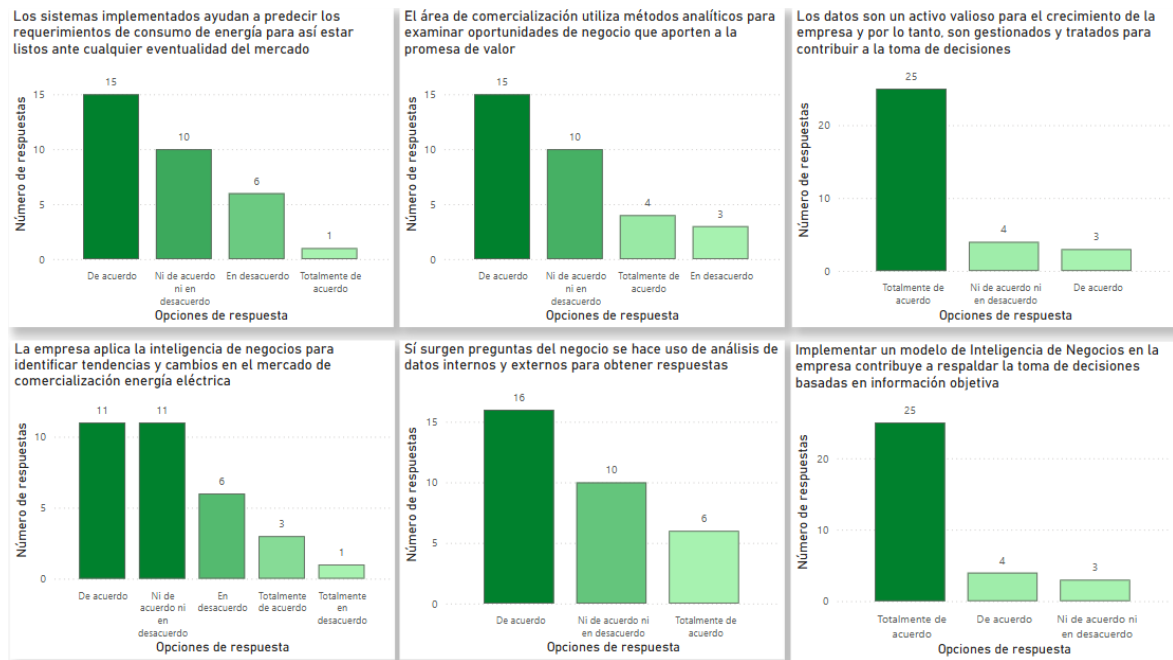 Los sistemas implementados ayudan a predecir los
requerimientos de consumo de energía para así estar
listos ante cualquier eventualidad del mercado
15
10
6
1
15
10
5
0
Número de respuestas
De acuerdo
Ni de acuerdo
ni en
desacuerdo
En desacuerdo
Totalmente de
acuerdo
Opciones de respuesta
El área de comercialización utiliza métodos analíticos para
examinar oportunidades de negocio que aporten a la
promesa de valor
15
10
4
3
15
10
5
0
Número de respuestas
De acuerdo
Ni de acuerdo
ni en
desacuerdo
Totalmente de
acuerdo
En desacuerdo
Opciones de respuesta
Los datos son un activo valioso para el crecimiento de la
empresa y por lo tanto, son gestionados y tratados para
contribuir a la toma de decisiones
25
4
3
20
10
0
Número de respuestas
Totalmente de
acuerdo
Ni de acuerdo ni
en desacuerdo
De acuerdo
Opciones de respuesta
La empresa aplica la inteligencia de negocios para
identificar tendencias y cambios en el mercado de
comercialización energía eléctrica
11
11
6
3
1
10
5
0
Número de respuestas
De acuerdo
Ni de
acuerdo ni
en
desacuerdo
En
desacuerdo
Totalmente
de acuerdo
Totalmente
en
desacuerdo
Opciones de respuesta
Sí surgen preguntas del negocio se hace uso de análisis de
datos internos y externos para obtener respuestas
16
10
6
15
10
5
0
Número de respuestas
De acuerdo
Ni de acuerdo ni
en desacuerdo
Totalmente de
acuerdo
Opciones de respuesta
Implementar un modelo de Inteligencia de Negocios en la
empresa contribuye a respaldar la toma de decisiones
basadas en información objetiva
25
4
3
20
10
0
Número de respuestas
Totalmente de
acuerdo
De acuerdo
Ni de acuerdo ni
en desacuerdo
Opciones de respuesta